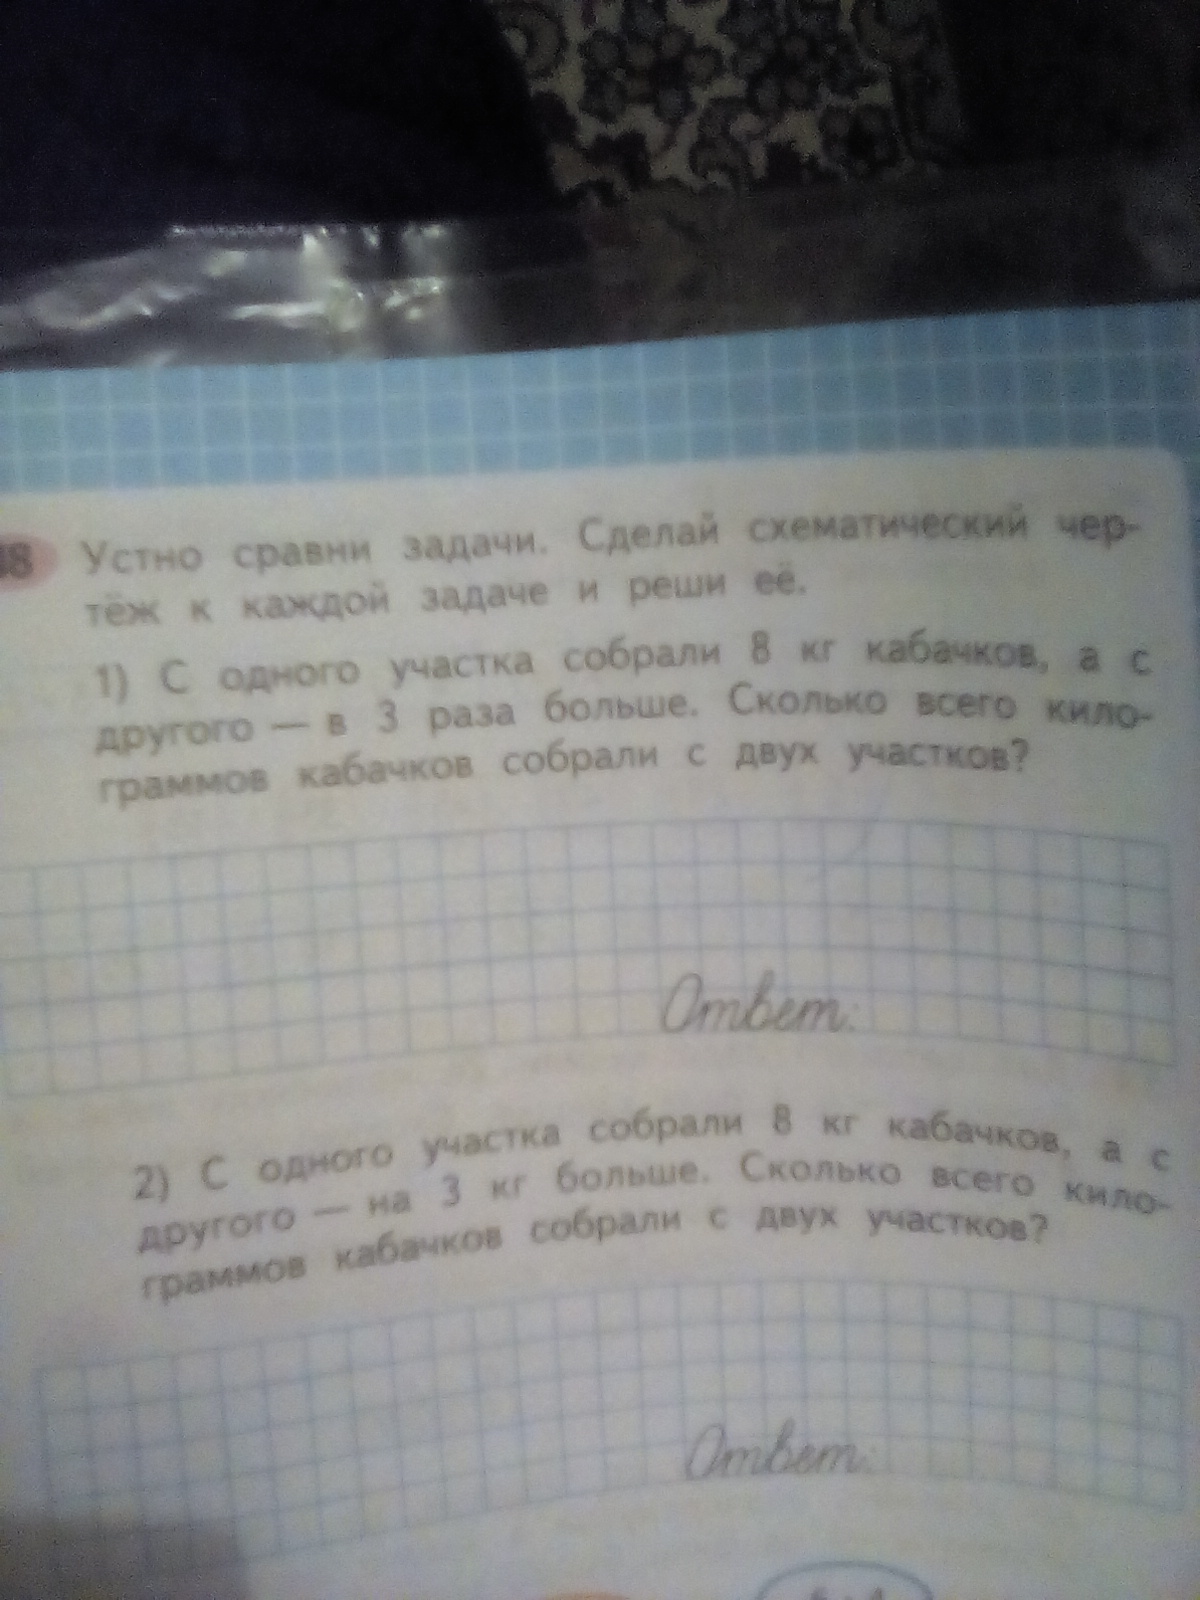 Устно сравни задачи. Сделай схематический чер-
тёж к каждой задаче и реши её.
1) С одного участка собрали 8 кг кабачков, а с
другого — в 3 раза больше. Сколько всего кило-
граммов кабачков собрали с двух участков?
Ответ:
2) С одного участка собрали 8 кг кабачков, а с
другого — на 3 кг больше. Сколько всего кило-
граммов кабачков собрали с двух участков?
Ответ: